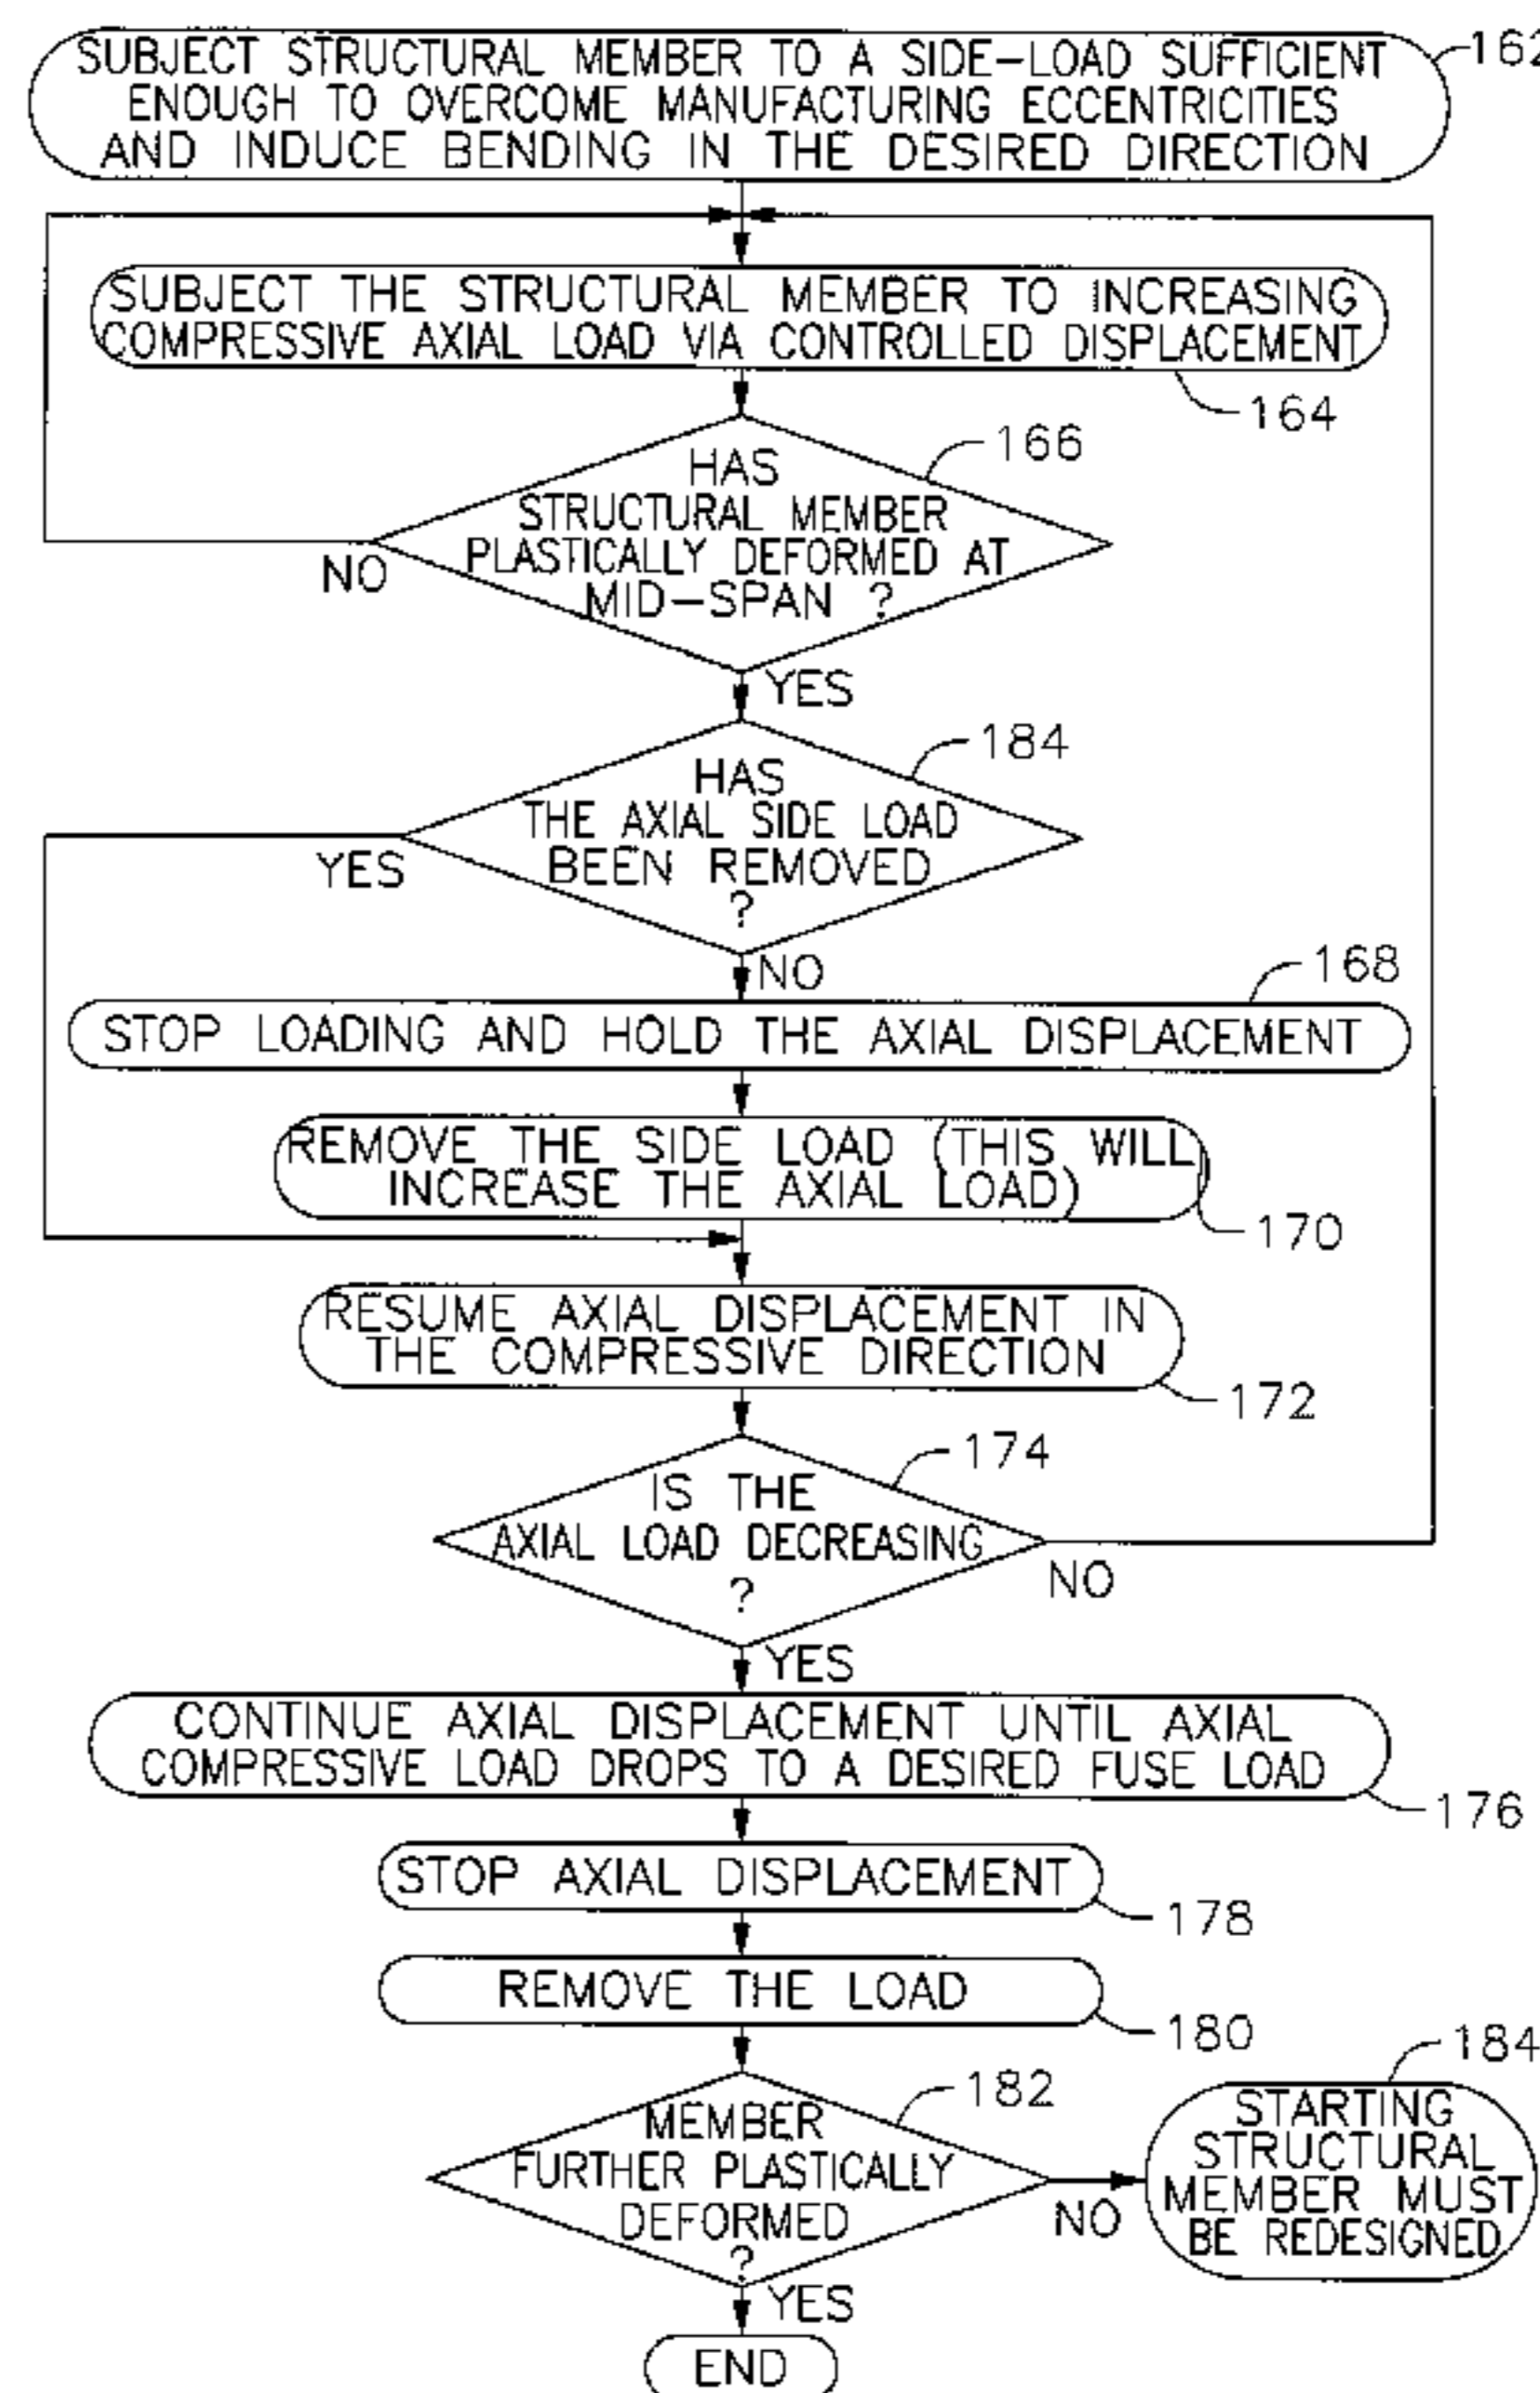 SUBJECT STRUCTURAL MEMBER TO A SIDE-LOAD SUFFICIENT
ENOUGH TO OVERCOME MANUFACTURING ECCENTRICITIES
AND INDUCE BENDING IN THE DESIRED DIRECTION
162
SUBJECT THE STRUCTURAL MEMBER TO INCREASING
COMPRESSIVE AXIAL LOAD VIA CONTROLLED DISPLACEMENT
164
166
HAS
STRUCTURAL MEMBER
PLASTICALLY DEFORMED AT
MID-SPAN ?
NO
YES
184
HAS
THE AXIAL SIDE LOAD
BEEN REMOVED
?
YES
NO
168
STOP LOADING AND HOLD THE AXIAL DISPLACEMENT
REMOVE THE SIDE LOAD (THIS WILL
INCREASE THE AXIAL LOAD)
170
RESUME AXIAL DISPLACEMENT IN
THE COMPRESSIVE DIRECTION
172
174
IS THE
AXIAL LOAD DECREASING
?
NO
YES
CONTINUE AXIAL DISPLACEMENT UNTIL AXIAL
COMPRESSIVE LOAD DROPS TO A DESIRED FUSE LOAD
176
STOP AXIAL DISPLACEMENT
178
REMOVE THE LOAD
180
182
MEMBER
FURTHER PLASTICALLY
DEFORMED
?
NO
YES
184
STARTING
STRUCTURAL
MEMBER MUST
BE REDESIGNED
END